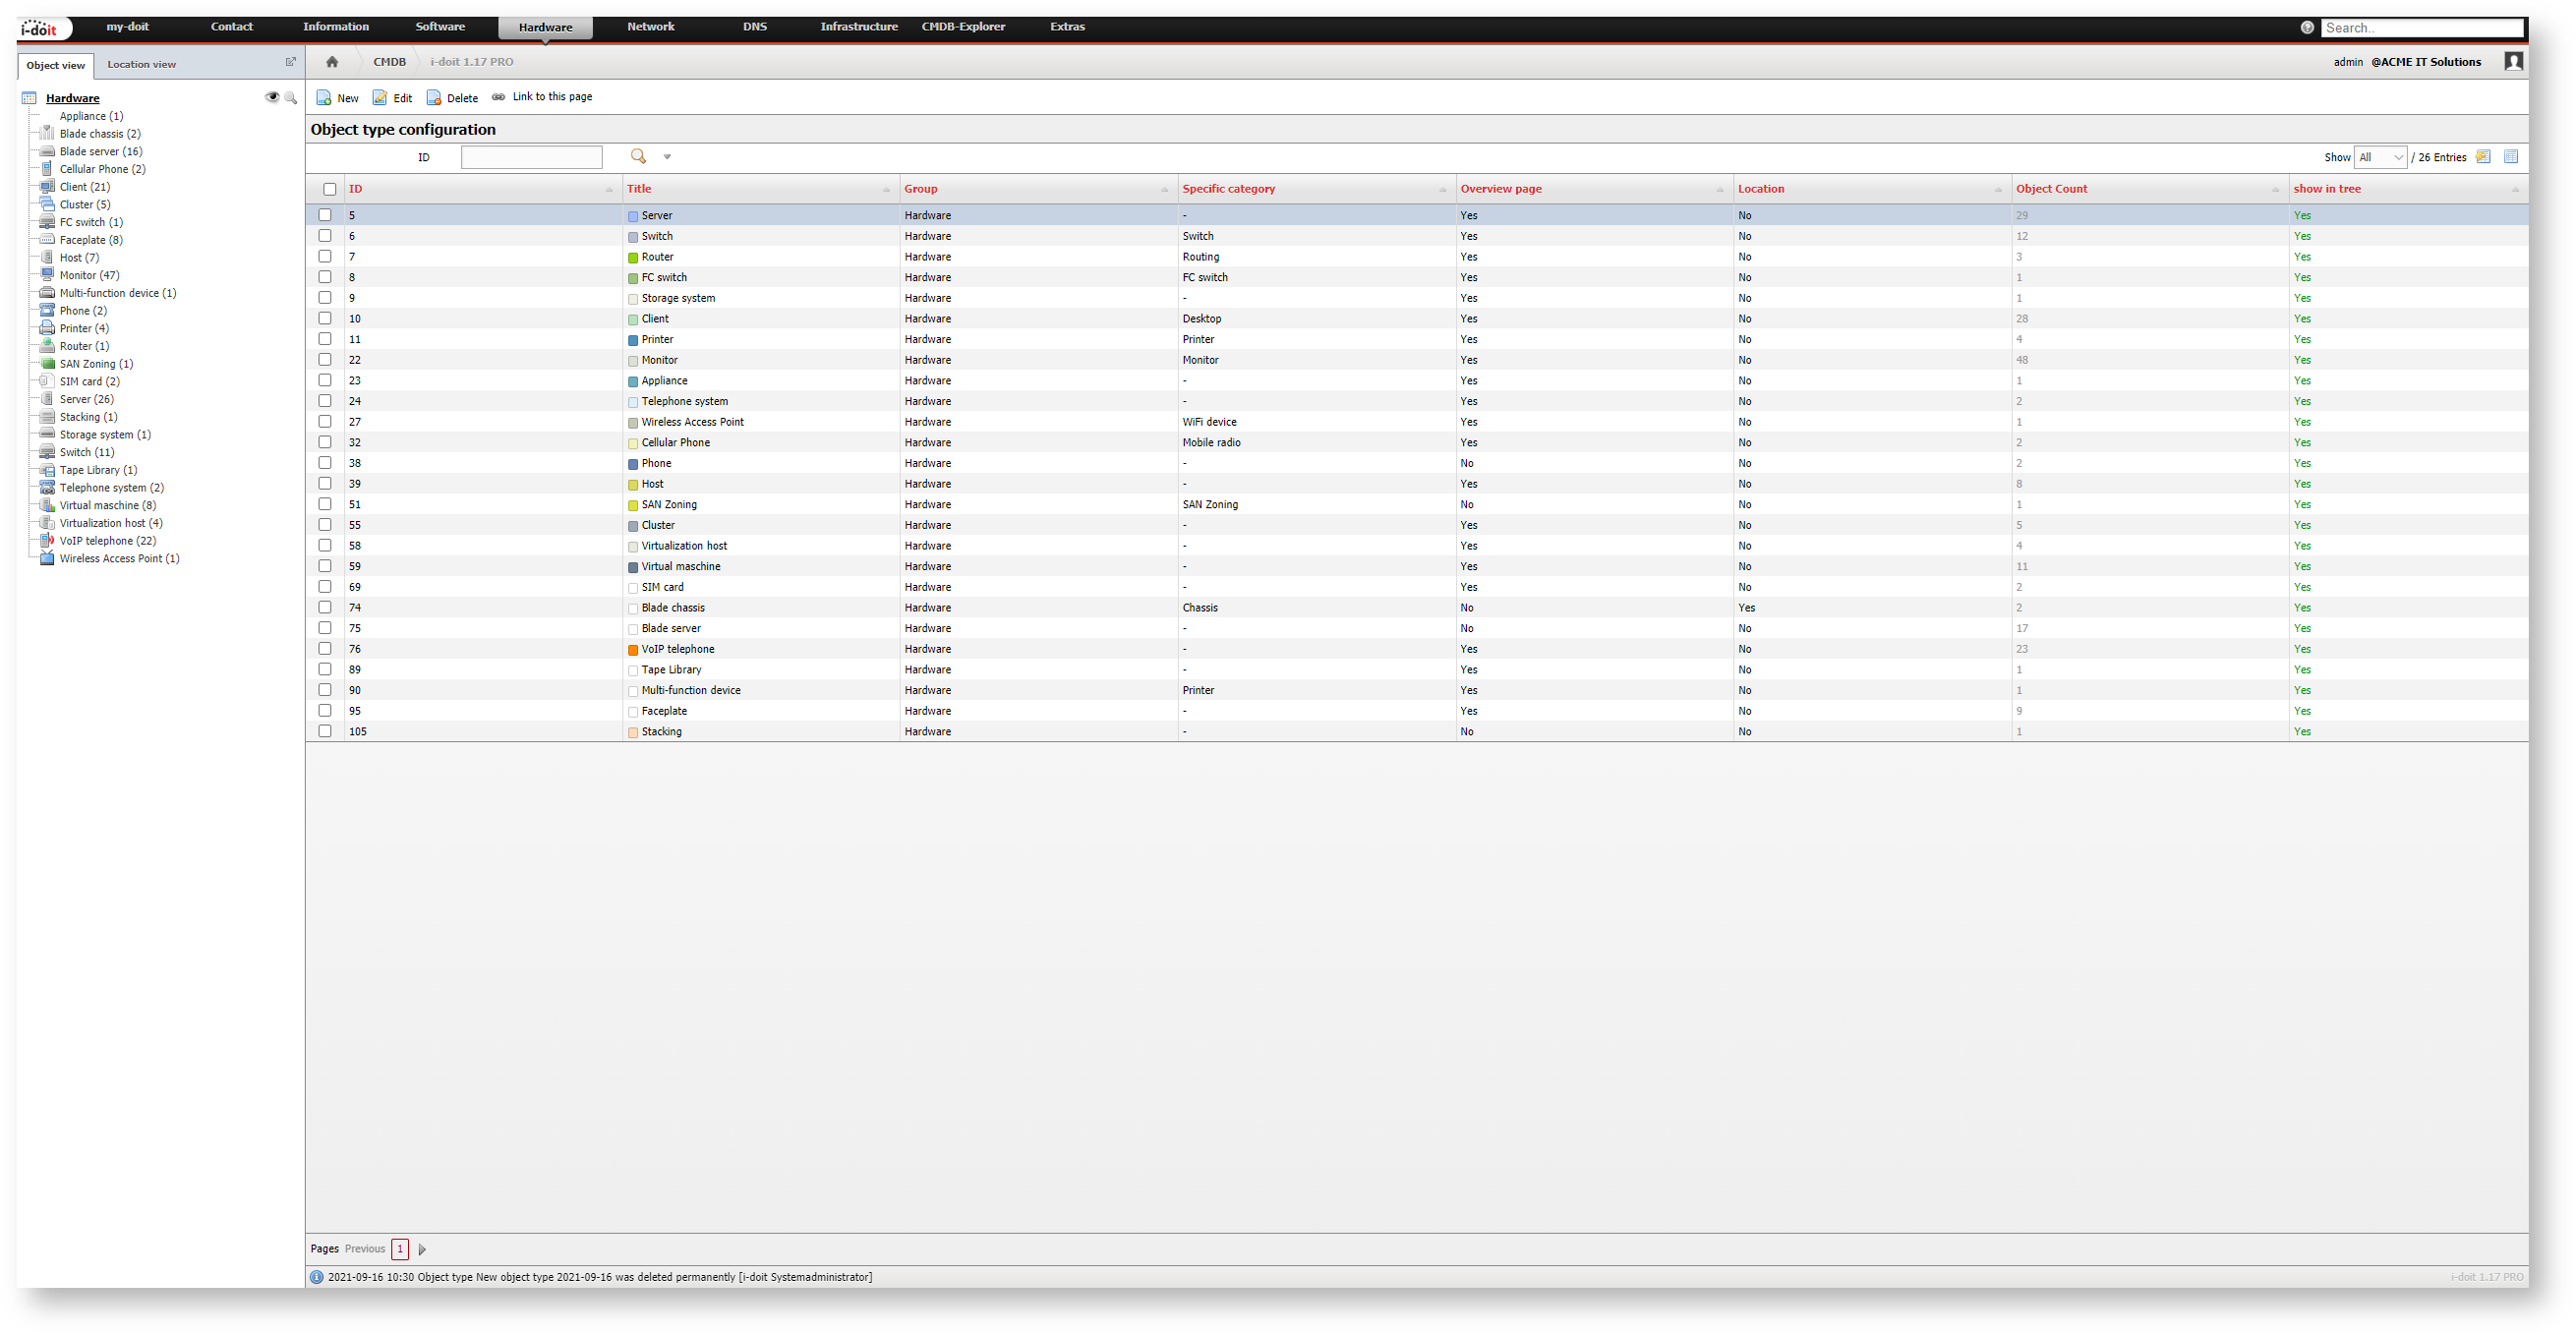 i-doit my-doit Contact Information Software Hardware Network DNS Infrastructure CMDB-Explorer Extras Search..
Object view Location view
CMDB i-doit 1.17 PRO admin @ACME IT Solutions
Hardware
Appliance (1)
Blade chassis (2)
Blade server (16)
Cellular Phone (2)
Client (21)
Cluster (5)
FC switch (1)
Faceplate (8)
Host (7)
Monitor (47)
Multi-function device (1)
Phone (2)
Printer (4)
Router (1)
SAN Zoning (1)
SIM card (2)
Server (26)
Stacking (1)
Storage system (1)
Switch (11)
Tape Library (1)
Telephone system (2)
Virtual maschine (8)
Virtualization host (4)
VoIP telephone (22)
Wireless Access Point (1)
New Edit Delete Link to this page
Object type configuration
ID Show All / 26 Entries
ID Title Group Specific category Overview page Location Object Count show in tree
5 Server Hardware - Yes No 29 Yes
6 Switch Hardware Switch Yes No 12 Yes
7 Router Hardware Routing Yes No 3 Yes
8 FC switch Hardware FC switch Yes No 1 Yes
9 Storage system Hardware - Yes No 1 Yes
10 Client Hardware Desktop Yes No 28 Yes
11 Printer Hardware Printer Yes No 4 Yes
22 Monitor Hardware Monitor Yes No 48 Yes
23 Appliance Hardware - Yes No 1 Yes
24 Telephone system Hardware - Yes No 2 Yes
27 Wireless Access Point Hardware WiFi device Yes No 1 Yes
32 Cellular Phone Hardware Mobile radio Yes No 2 Yes
38 Phone Hardware - No No 2 Yes
39 Host Hardware - Yes No 8 Yes
51 SAN Zoning Hardware SAN Zoning No No 1 Yes
55 Cluster Hardware - Yes No 5 Yes
58 Virtualization host Hardware - Yes No 4 Yes
59 Virtual maschine Hardware - Yes No 11 Yes
69 SIM card Hardware - Yes No 2 Yes
74 Blade chassis Hardware Chassis No Yes 2 Yes
75 Blade server Hardware - No No 17 Yes
76 VoIP telephone Hardware - Yes No 23 Yes
89 Tape Library Hardware - Yes No 1 Yes
90 Multi-function device Hardware Printer Yes No 1 Yes
95 Faceplate Hardware - Yes No 9 Yes
105 Stacking Hardware - No No 1 Yes
Pages Previous 1
2021-09-16 10:30 Object type New object type 2021-09-16 was deleted permanently [i-doit Systemadministrator] i-doit 1.17 PRO